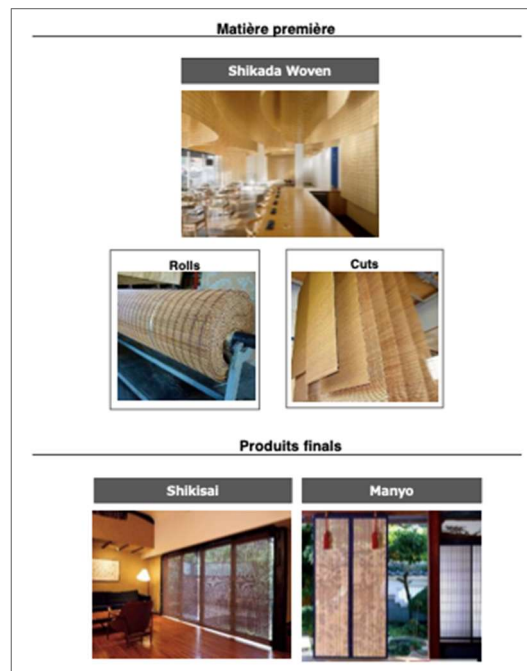 Matière première
Shikada Woven
Rolls
Cuts
Produits finals
Shikisai
Manyo